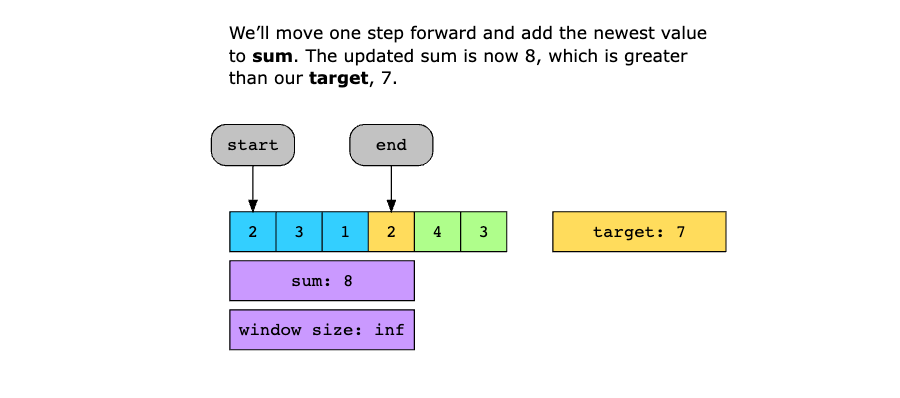 We’ll move one step forward and add the newest value
to sum. The updated sum is now 8, which is greater
than our target, 7.
start end
2 3 1 2 4 3 target: 7
sum: 8
window size: inf